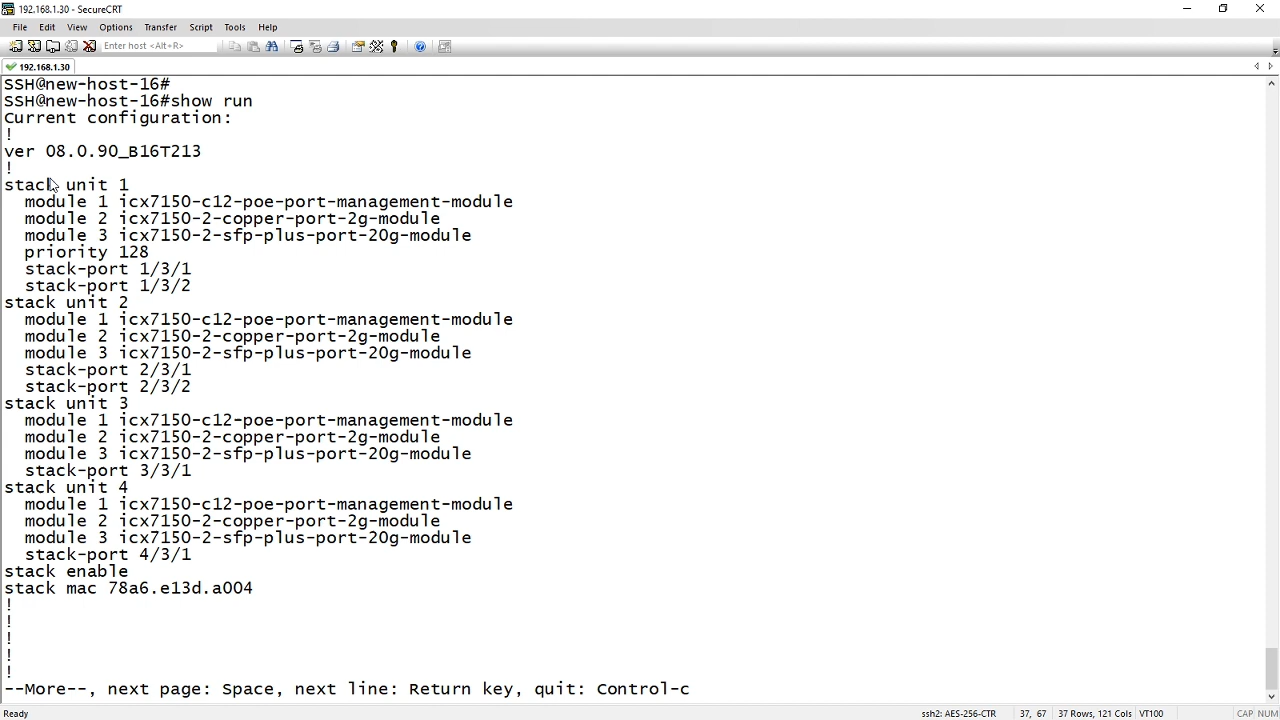 192.168.1.30 - SecureCRT
File Edit View Options Transfer Script Tools Help
Enter host <Alt+R>
192.168.1.30
SSH@new-host-16#
SSH@new-host-16#show run
Current configuration:
!
ver 08.0.90_B16T213
!
stack unit 1
  module 1 icx7150-c12-poe-port-management-module
  module 2 icx7150-2-copper-port-2g-module
  module 3 icx7150-2-sfp-plus-port-20g-module
  priority 128
  stack-port 1/3/1
  stack-port 1/3/2
stack unit 2
  module 1 icx7150-c12-poe-port-management-module
  module 2 icx7150-2-copper-port-2g-module
  module 3 icx7150-2-sfp-plus-port-20g-module
  stack-port 2/3/1
  stack-port 2/3/2
stack unit 3
  module 1 icx7150-c12-poe-port-management-module
  module 2 icx7150-2-copper-port-2g-module
  module 3 icx7150-2-sfp-plus-port-20g-module
  stack-port 3/3/1
stack unit 4
  module 1 icx7150-c12-poe-port-management-module
  module 2 icx7150-2-copper-port-2g-module
  module 3 icx7150-2-sfp-plus-port-20g-module
  stack-port 4/3/1
stack enable
stack mac 78a6.e13d.a004
!
!
!
!
!
--More--, next page: Space, next line: Return key, quit: Control-c
Ready ssh2: AES-256-CTR 37, 67 37 Rows, 121 Cols VT100 CAP NUM